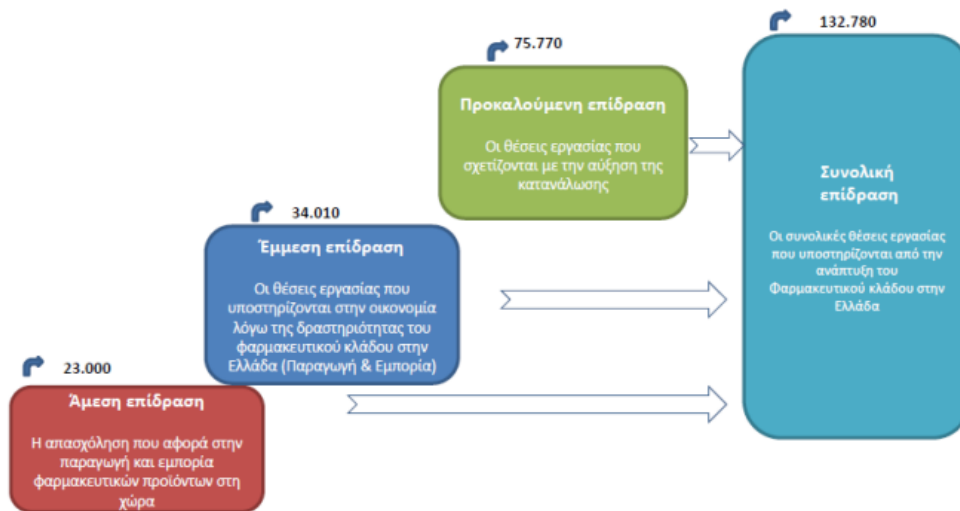 132.780
75.770
Προκαλούμενη επίδραση
Οι θέσεις εργασίας που
σχετίζονται με την αύξηση της
κατανάλωσης
Συνολική
επίδραση
Οι συνολικές θέσεις εργασίας
που υποστηρίζονται από την
ανάπτυξη του
Φαρμακευτικού κλάδου στην
Ελλάδα
34.010
Έμμεση επίδραση
Οι θέσεις εργασίας που
υποστηρίζονται στην οικονομία
λόγω της δραστηριότητας του
φαρμακευτικού κλάδου στην
Ελλάδα (Παραγωγή & Εμπορία)
23.000
Άμεση επίδραση
Η απασχόληση που αφορά στην
παραγωγή και εμπορία
φαρμακευτικών προϊόντων στη
χώρα